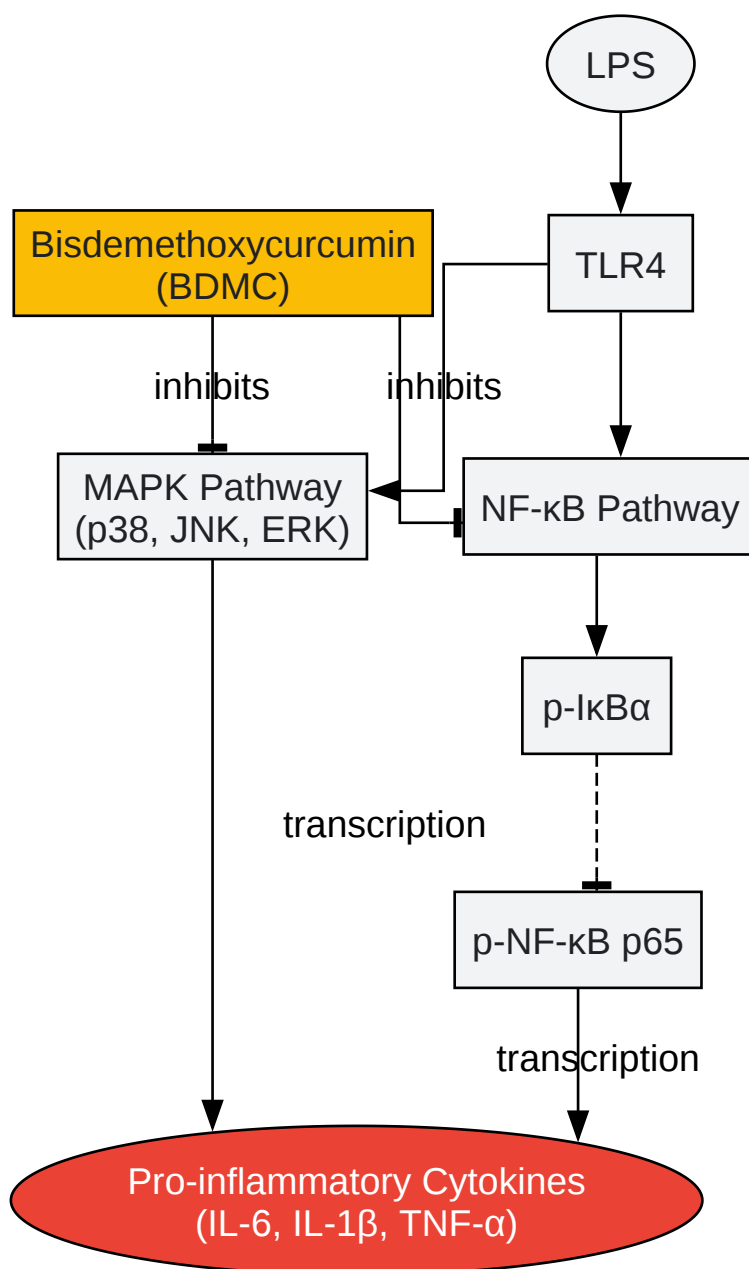 LPS
Bisdemethoxycurcumin
(BDMC)
TLR4
inhibits
inhibits
MAPK Pathway
(p38, JNK, ERK)
NF-κB Pathway
p-IκBα
transcription
p-NF-κB p65
transcription
Pro-inflammatory Cytokines
(IL-6, IL-1β, TNF-α)